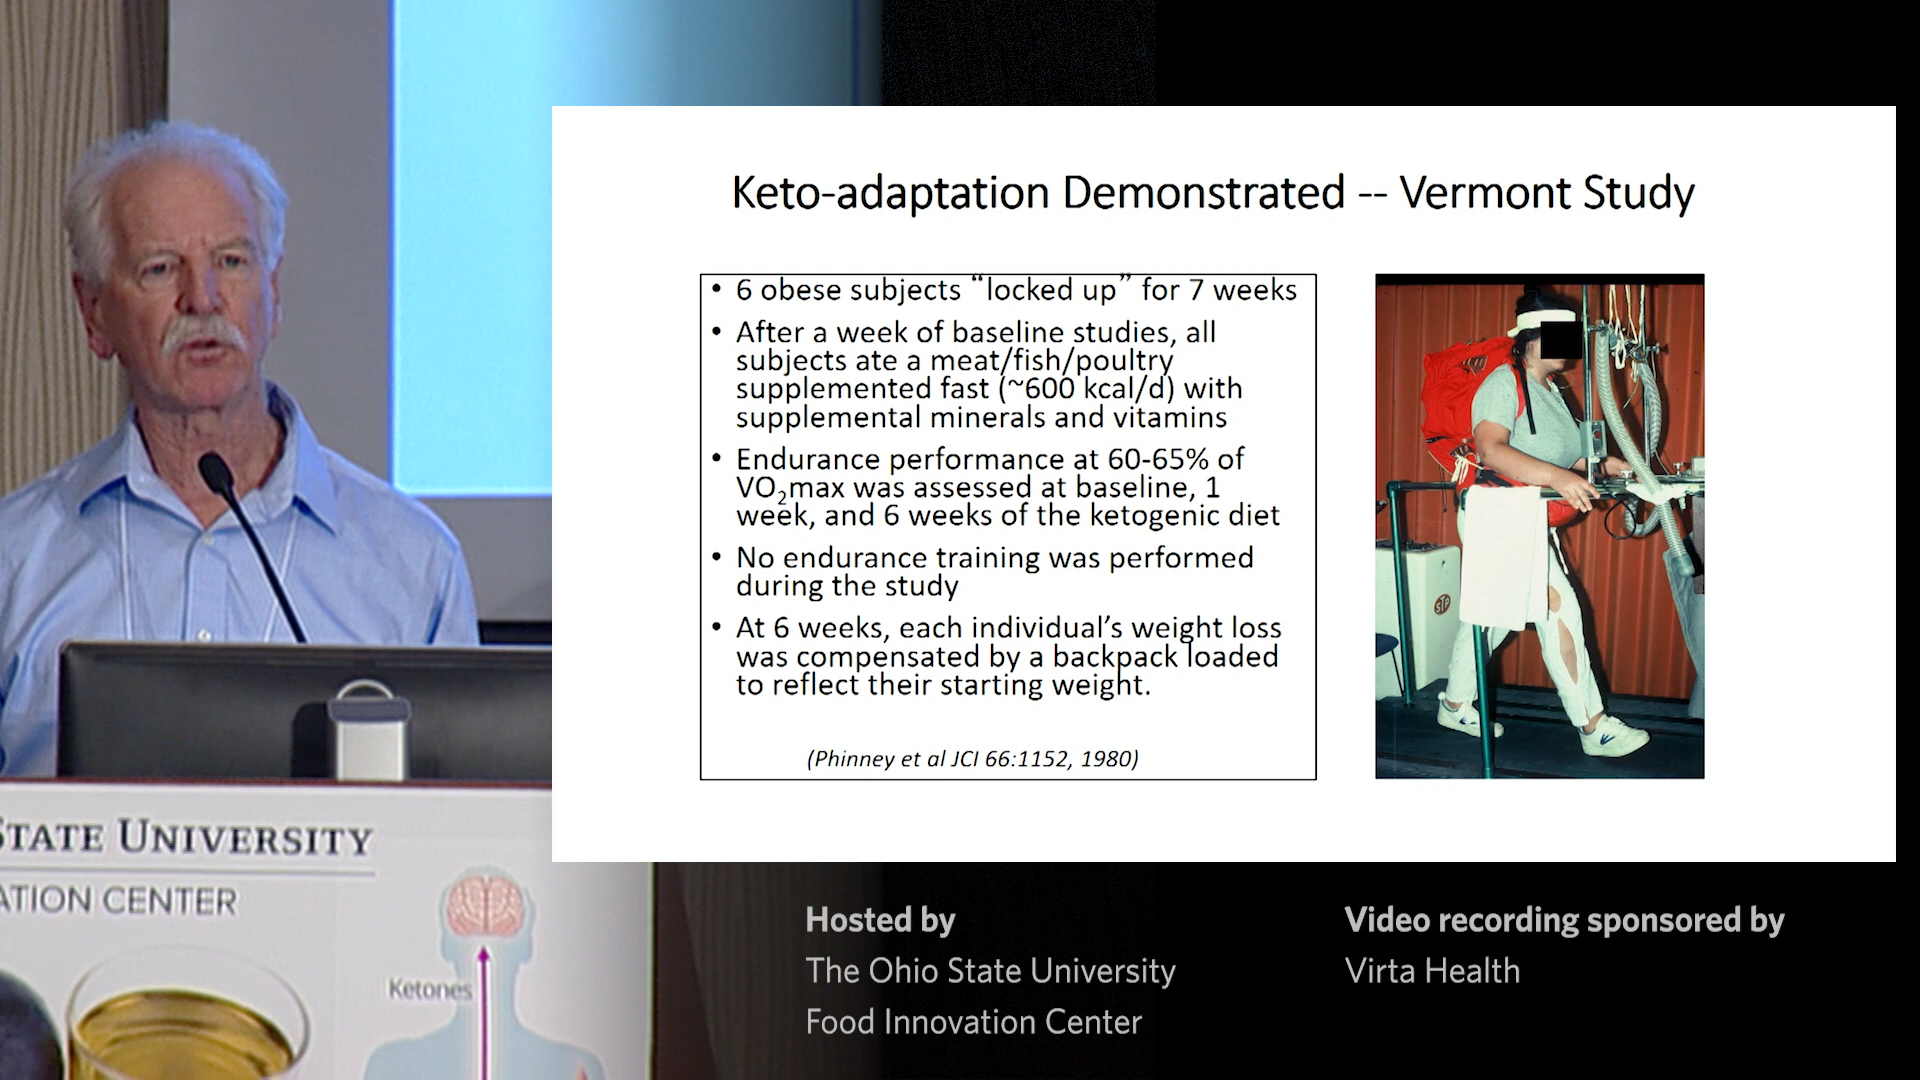 Keto-adaptation Demonstrated -- Vermont Study
• 6 obese subjects “locked up” for 7 weeks
• After a week of baseline studies, all
subjects ate a meat/fish/poultry
supplemented fast (~600 kcal/d) with
supplemental minerals and vitamins
• Endurance performance at 60-65% of
VO₂max was assessed at baseline, 1
week, and 6 weeks of the ketogenic diet
• No endurance training was performed
during the study
• At 6 weeks, each individual’s weight loss
was compensated by a backpack loaded
to reflect their starting weight.
(Phinney et al JCI 66:1152, 1980)
STP
STATE UNIVERSITY
ATION CENTER
Ketones
Hosted by
The Ohio State University
Food Innovation Center
Video recording sponsored by
Virta Health